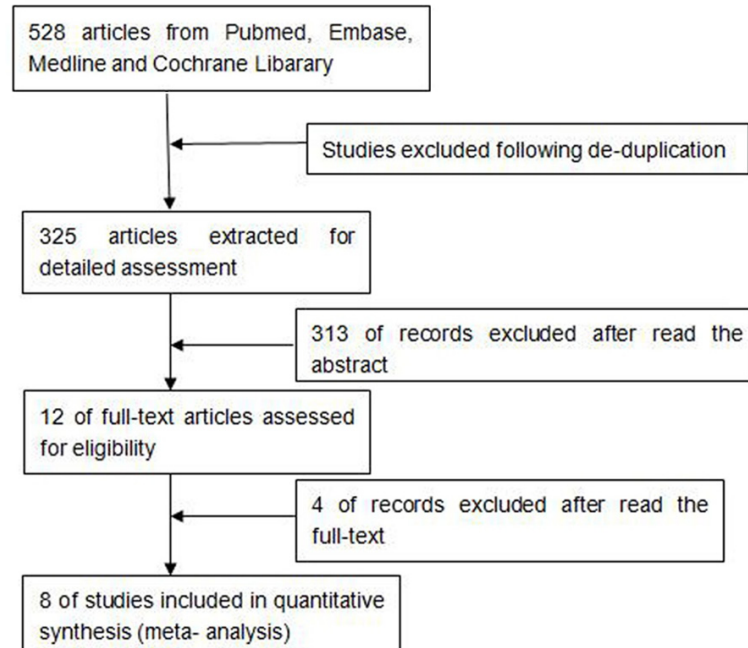 528 articles from Pubmed, Embase,
Medline and Cochrane Libarary
Studies excluded following de-duplication
325 articles extracted for
detailed assessment
313 of records excluded after read the
abstract
12 of full-text articles assessed
for eligibility
4 of records excluded after read the
full-text
8 of studies included in quantitative
synthesis (meta- analysis)